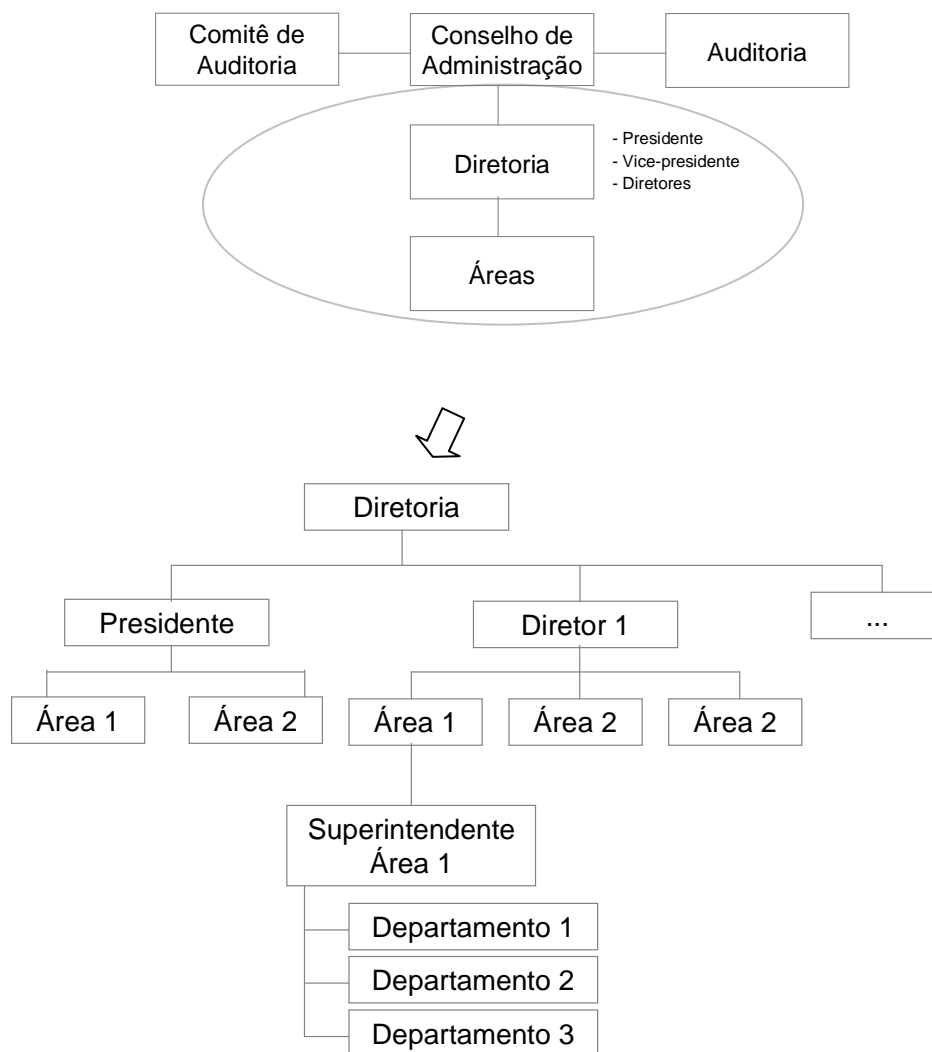 Comitê de
Auditoria
Conselho de
Administração
Auditoria
Diretoria
- Presidente
- Vice-presidente
- Diretores
Áreas
Diretoria
Presidente
Diretor 1
...
Área 1
Área 2
Área 1
Área 2
Área 2
Superintendente
Área 1
Departamento 1
Departamento 2
Departamento 3